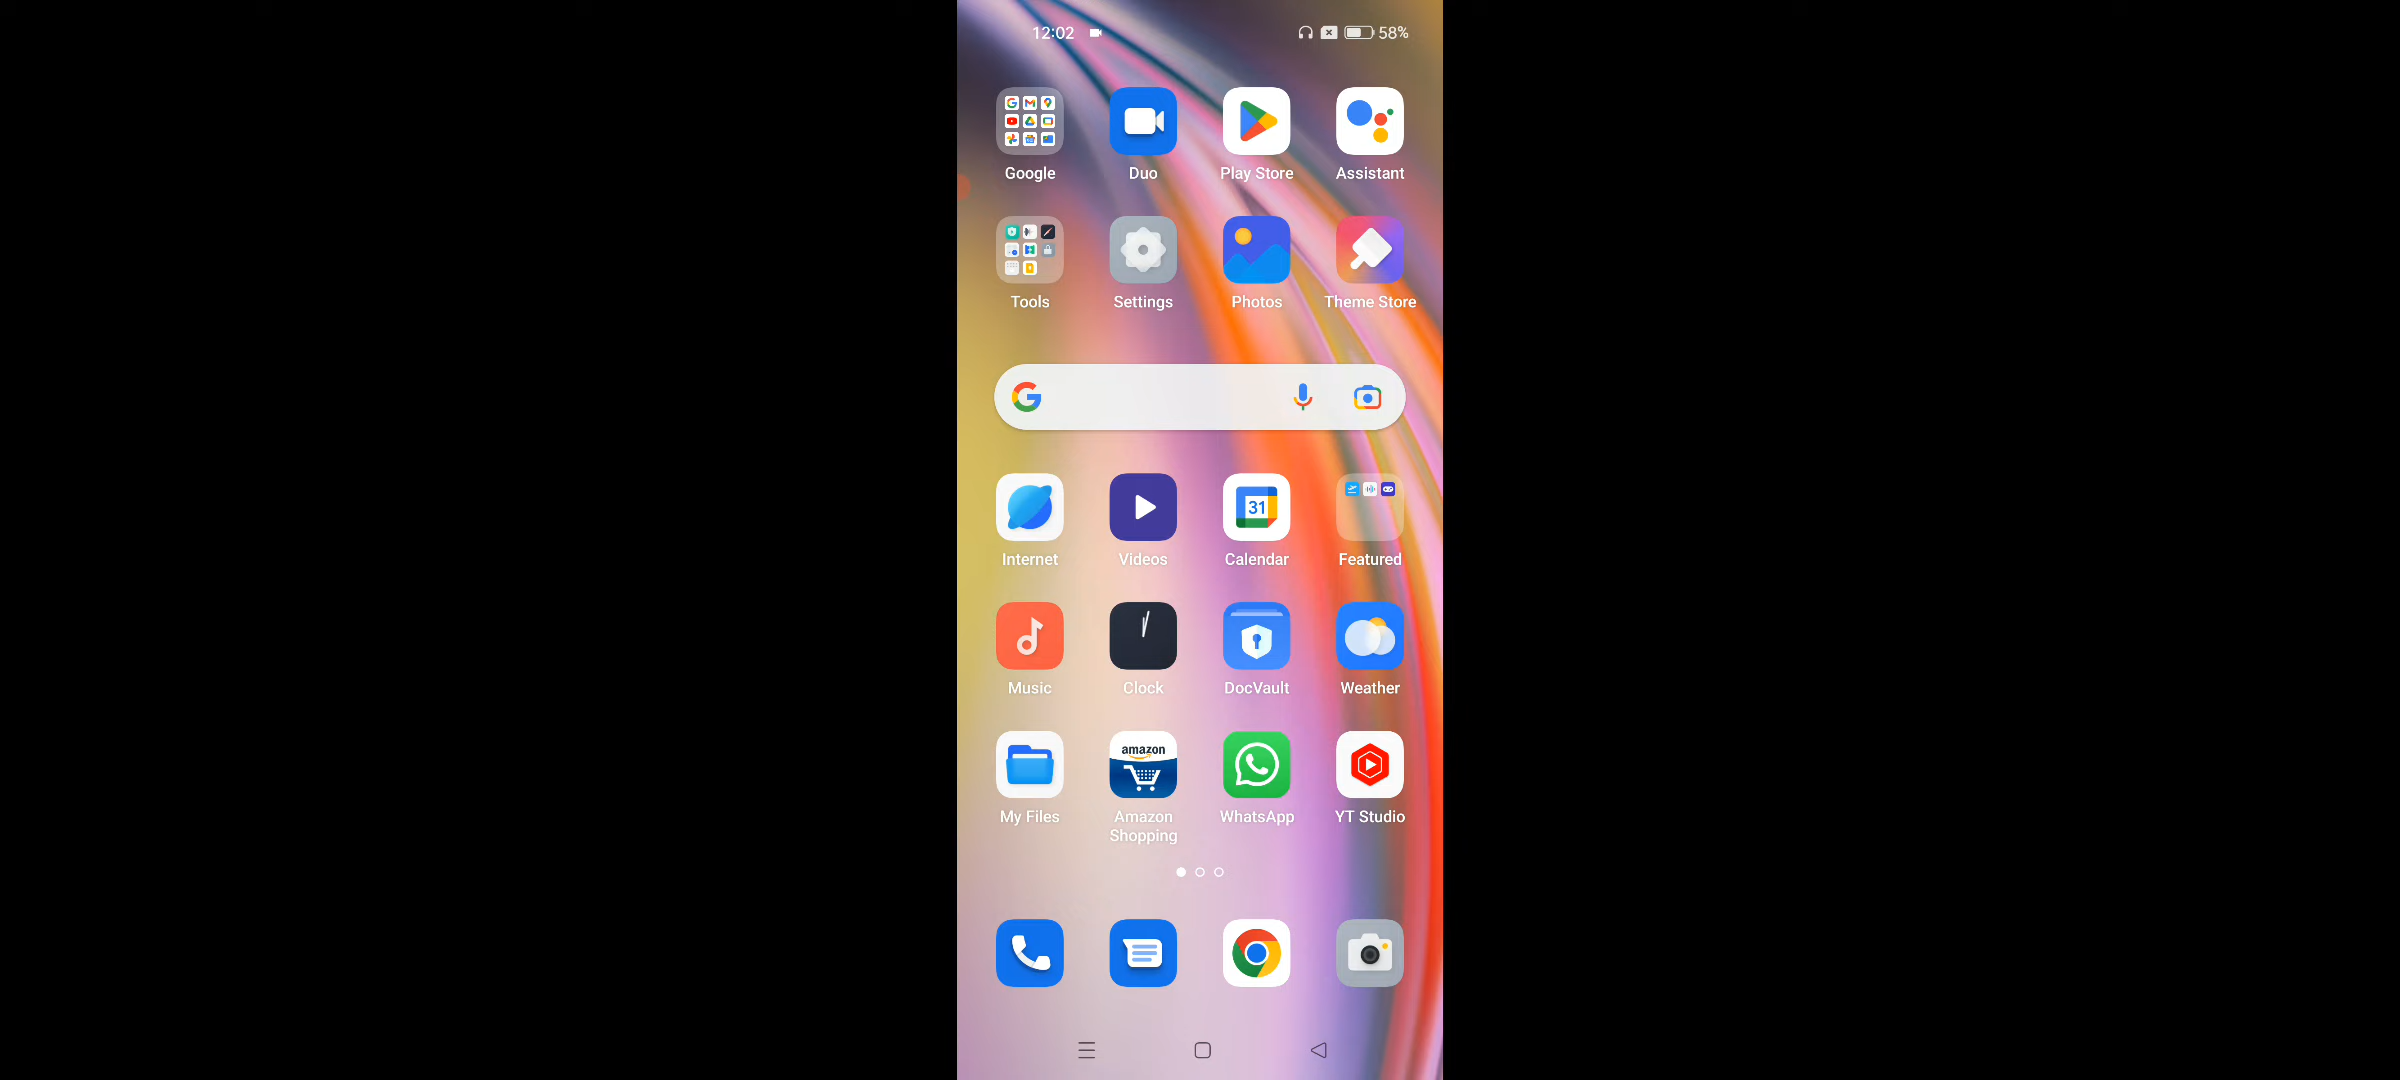 12:02 58%
Google Duo Play Store Assistant
Tools Settings Photos Theme Store
31
Internet Videos Calendar Featured
Music Clock DocVault Weather
amazon
My Files Amazon Shopping WhatsApp YT Studio